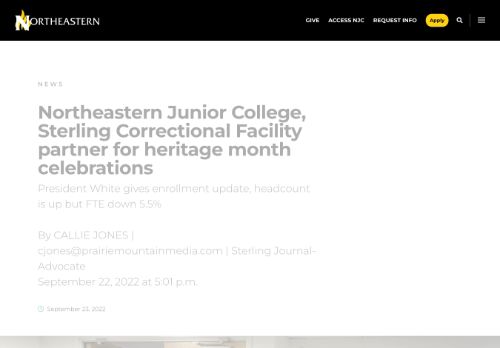 NORTHEASTERN
GIVE ACCESS NJC REQUEST INFO Apply
NEWS
Northeastern Junior College,
Sterling Correctional Facility
partner for heritage month
celebrations
President White gives enrollment update, headcount
is up but FTE down 5.5%
By CALLIE JONES |
cjones@prairiemountainmedia.com | Sterling Journal-
Advocate
September 22, 2022 at 5:01 p.m.
September 23, 2022